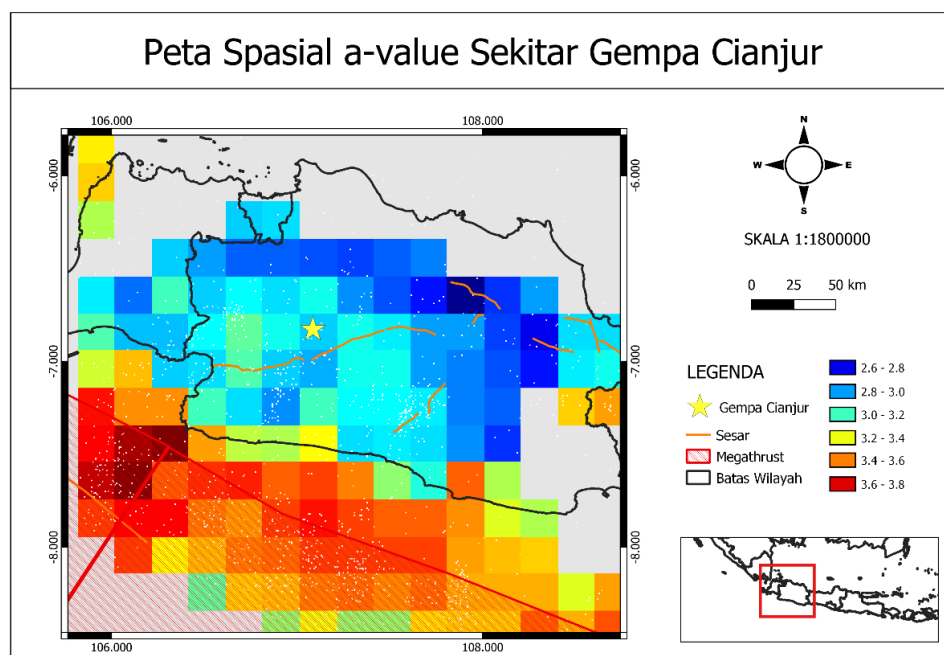 Peta Spasial a-value Sekitar Gempa Cianjur
106.000
108.000
-6.000
-6.000
-7.000
-7.000
-8.000
-8.000
106.000
108.000
N
W
E
S
SKALA 1:1800000
0 25 50 km
LEGENDA
Gempa Cianjur
Sesar
Megathrust
Batas Wilayah
2.6 - 2.8
2.8 - 3.0
3.0 - 3.2
3.2 - 3.4
3.4 - 3.6
3.6 - 3.8